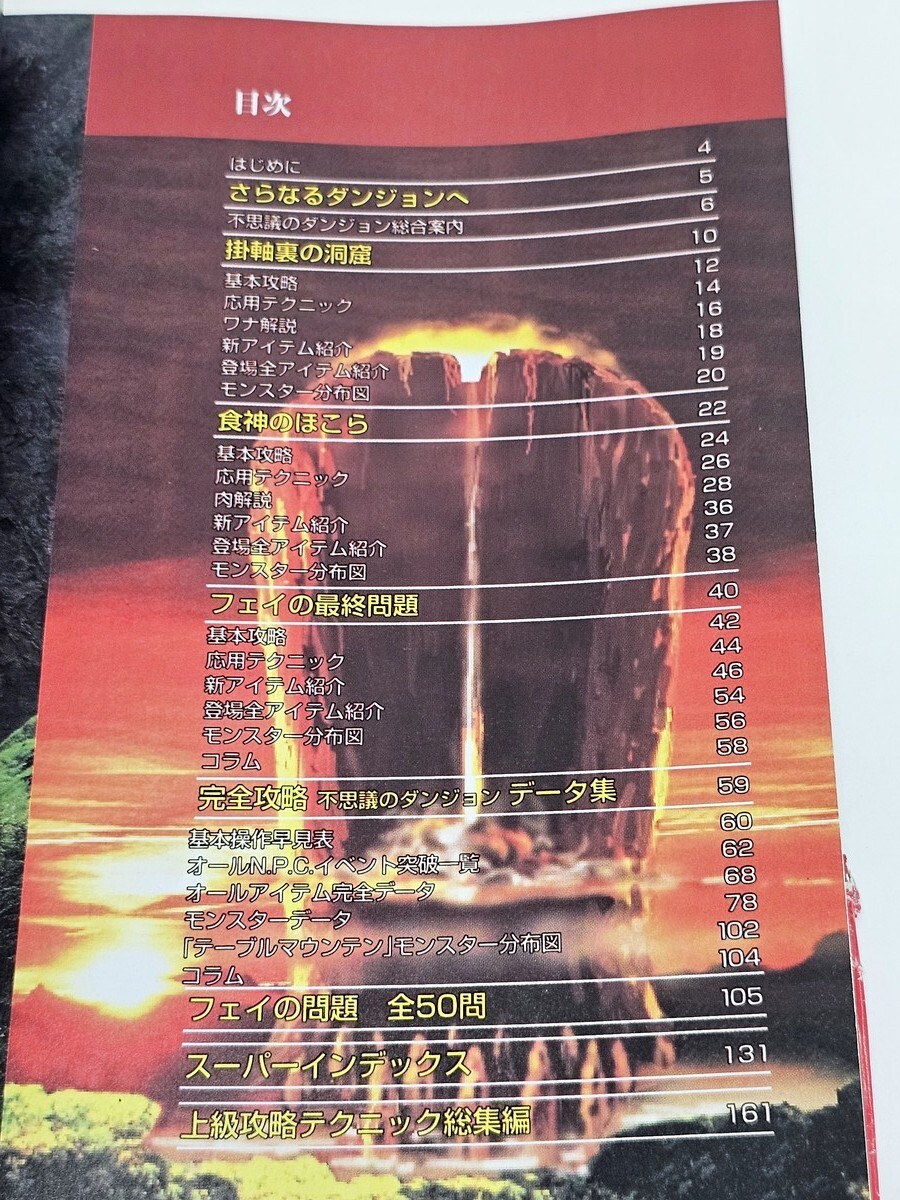 目次
はじめに 4
さらなるダンジョンへ 5
不思議のダンジョン総合案内 6
掛軸裏の洞窟 10
基本攻略 12
応用テクニック 14
ワナ解説 16
新アイテム紹介 18
登場全アイテム紹介 19
モンスター分布図 20
食神のほこら 22
基本攻略 24
応用テクニック 26
肉解説 28
新アイテム紹介 36
登場全アイテム紹介 37
モンスター分布図 38
フェイの最終問題 40
基本攻略 42
応用テクニック 44
新アイテム紹介 46
登場全アイテム紹介 54
モンスター分布図 56
コラム 58
完全攻略 不思議のダンジョン データ集 59
基本操作早見表 60
オールN.P.C.イベント突破一覧 62
オールアイテム完全データ 68
モンスターデータ 78
「テーブルマウンテン」モンスター分布図 102
コラム 104
フェイの問題 全50問 105
スーパーインデックス 131
上級攻略テクニック総集編 161